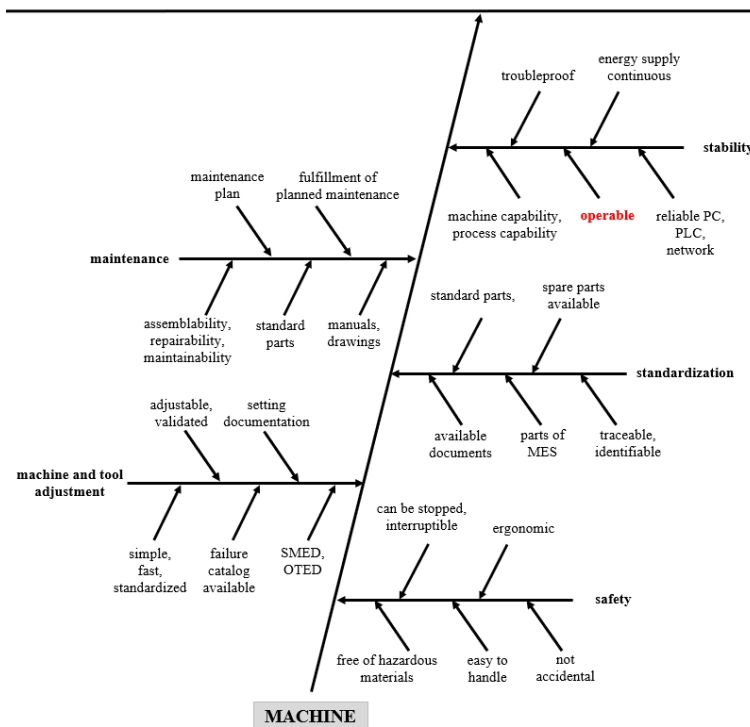 troubleproof
energy supply
continuous
stability
machine capability,
process capability
operable
reliable PC,
PLC,
network
maintenance
plan
fulfillment of
planned maintenance
maintenance
assemblability,
repairability,
maintainability
standard
parts
manuals,
drawings
standard parts,
spare parts
available
standardization
available
documents
parts of
MES
traceable,
identifiable
adjustable,
validated
setting
documentation
machine and tool
adjustment
simple,
fast,
standardized
failure
catalog
available
SMED,
OTED
can be stopped,
interruptible
ergonomic
safety
free of hazardous
materials
easy to
handle
not
accidental
MACHINE